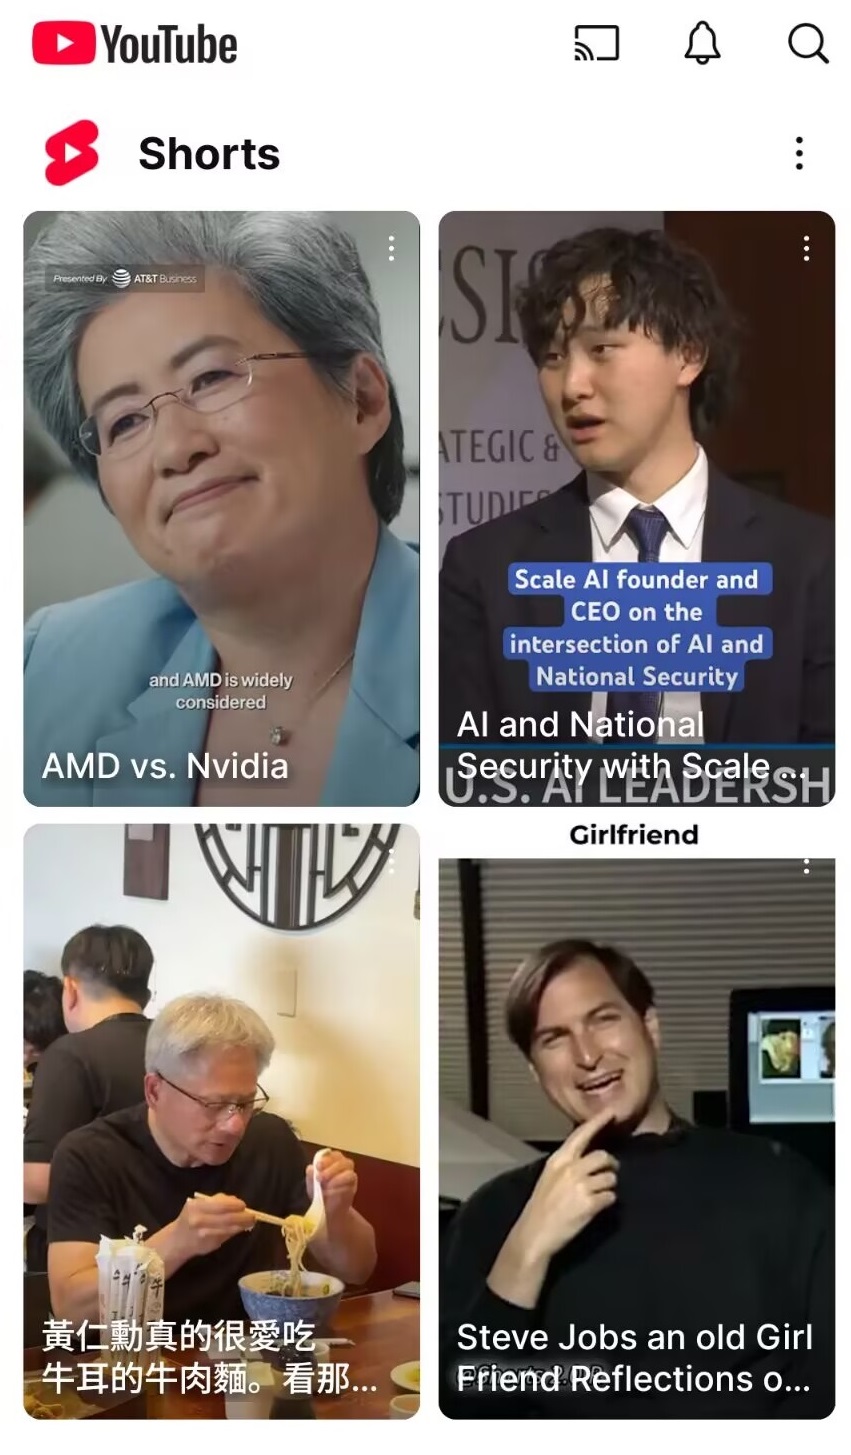 YouTube
Shorts
Presented By AT&T Business
and AMD is widely
considered
AMD vs. Nvidia
CSIS
ATEGIC &
STUDIES
Scale AI founder and
CEO on the
intersection of AI and
National Security
AI and National
Security with Scale ...
U.S. AI LEADERSH
黃仁勳真的很愛吃
牛耳的牛肉麵。看那...
Girlfriend
Steve Jobs an old Girl
Friend Reflections o...